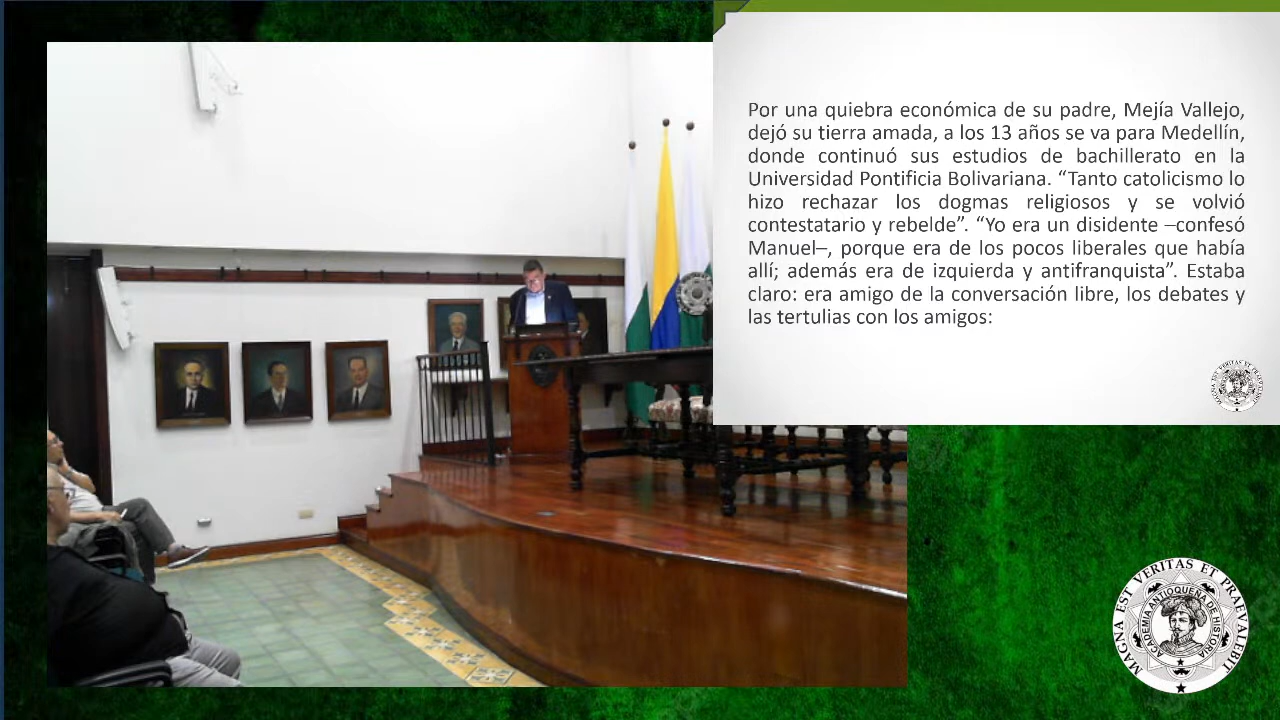 Por una quiebra económica de su padre, Mejía Vallejo,
dejó su tierra amada, a los 13 años se va para Medellín,
donde continuó sus estudios de bachillerato en la
Universidad Pontificia Bolivariana. “Tanto catolicismo lo
hizo rechazar los dogmas religiosos y se volvió
contestatario y rebelde”. “Yo era un disidente –confesó
Manuel–, porque era de los pocos liberales que había
allí; además era de izquierda y antifranquista”. Estaba
claro: era amigo de la conversación libre, los debates y
las tertulias con los amigos:
MAGNA EST VERITAS ET PRAEVALEBIT
ACADEMIA ANTIOQUEÑA DE HISTORIA